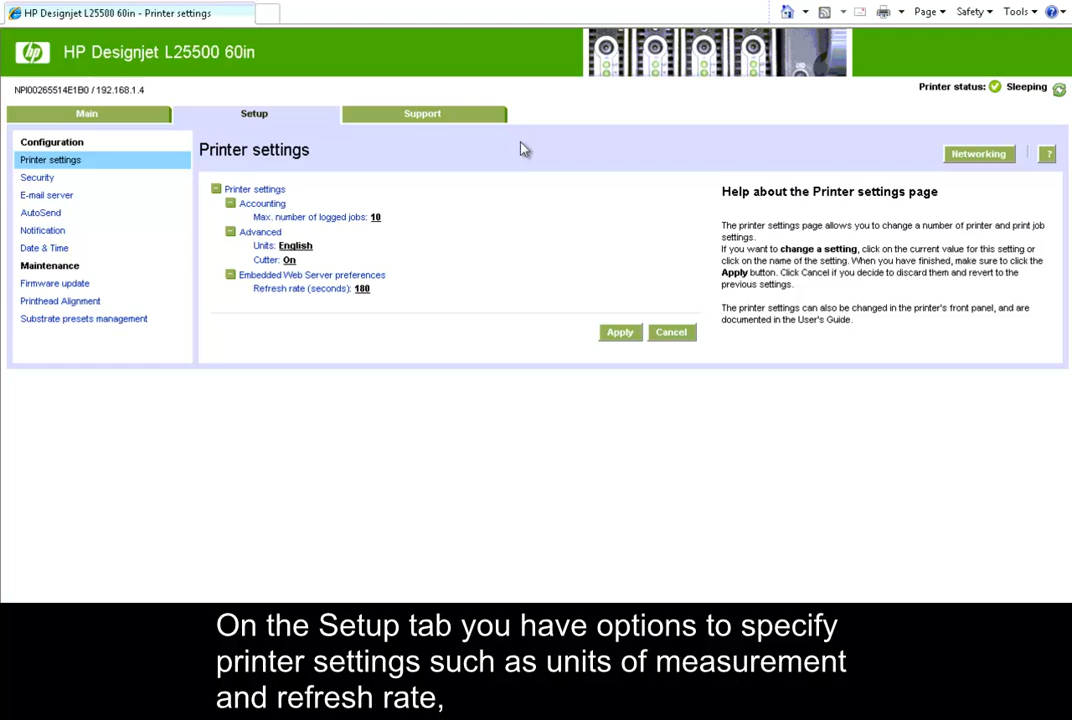 HP Designjet L25500 60in - Printer settings
Page
Safety
Tools
hp
HP Designjet L25500 60in
NPI00265514E1B0 / 192.168.1.4
Printer status: Sleeping
Main
Setup
Support
Configuration
Printer settings
Security
E-mail server
AutoSend
Notification
Date & Time
Maintenance
Firmware update
Printhead Alignment
Substrate presets management
Printer settings
Networking
?
Printer settings
Accounting
Max. number of logged jobs: 10
Advanced
Units: English
Cutter: On
Embedded Web Server preferences
Refresh rate (seconds): 180
Apply
Cancel
Help about the Printer settings page
The printer settings page allows you to change a number of printer and print job
settings.
If you want to change a setting, click on the current value for this setting or
click on the name of the setting. When you have finished, make sure to click the
Apply button. Click Cancel if you decide to discard them and revert to the
previous settings.
The printer settings can also be changed in the printer's front panel, and are
documented in the User's Guide.
On the Setup tab you have options to specify
printer settings such as units of measurement
and refresh rate,